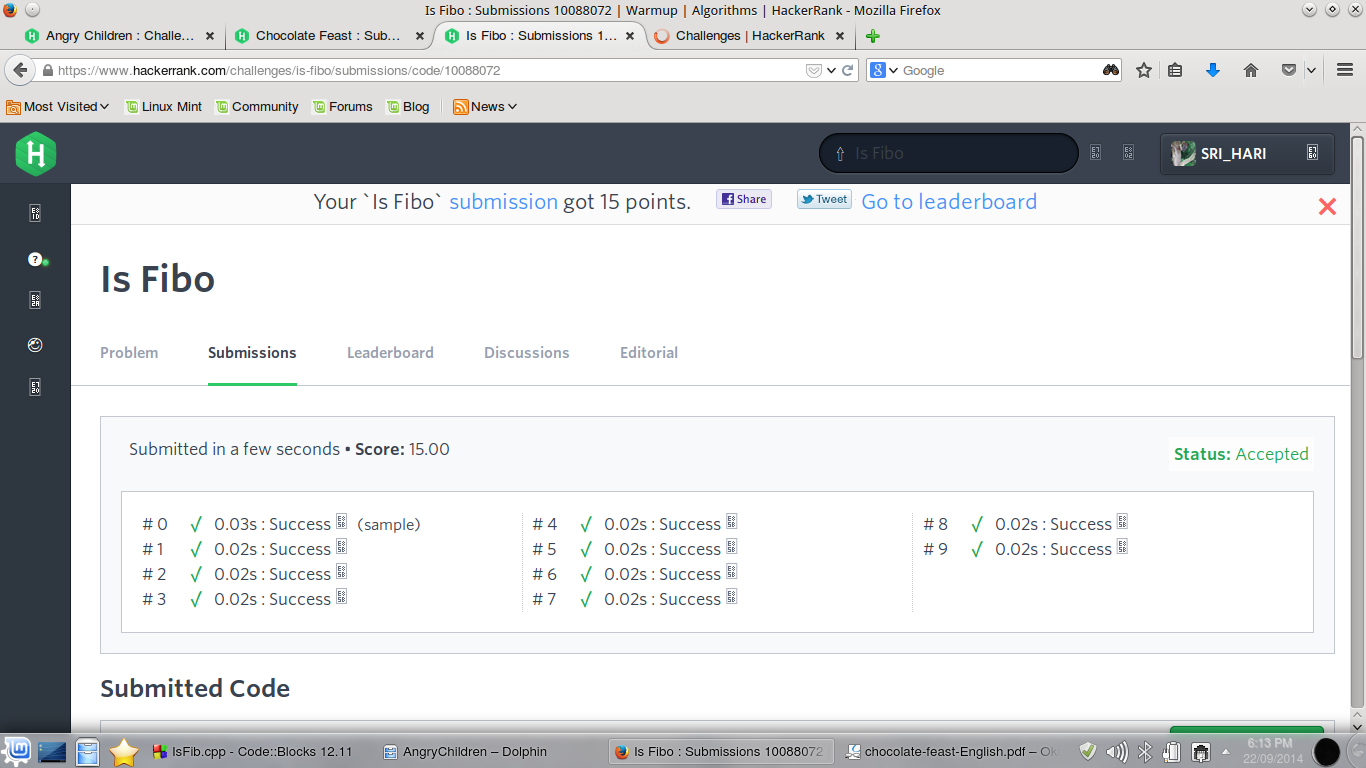 Is Fibo : Submissions 10088072 | Warmup | Algorithms | HackerRank - Mozilla Firefox
Angry Children : Challe... Chocolate Feast : Sub... Is Fibo : Submissions 1... Challenges | HackerRank
https://www.hackerrank.com/challenges/is-fibo/submissions/code/10088072 Google
Most Visited Linux Mint Community Forums Blog News
Is Fibo SRI_HARI
Your `Is Fibo` submission got 15 points. Share Tweet Go to leaderboard
Is Fibo
Problem Submissions Leaderboard Discussions Editorial
Submitted in a few seconds • Score: 15.00
Status: Accepted
# 0 √ 0.03s : Success (sample) # 4 √ 0.02s : Success # 8 √ 0.02s : Success
# 1 √ 0.02s : Success # 5 √ 0.02s : Success # 9 √ 0.02s : Success
# 2 √ 0.02s : Success # 6 √ 0.02s : Success
# 3 √ 0.02s : Success # 7 √ 0.02s : Success
Submitted Code
IsFib.cpp - Code::Blocks 12.11 AngryChildren – Dolphin Is Fibo : Submissions 10088072 chocolate-feast-English.pdf – Ok
6:13 PM
22/09/2014